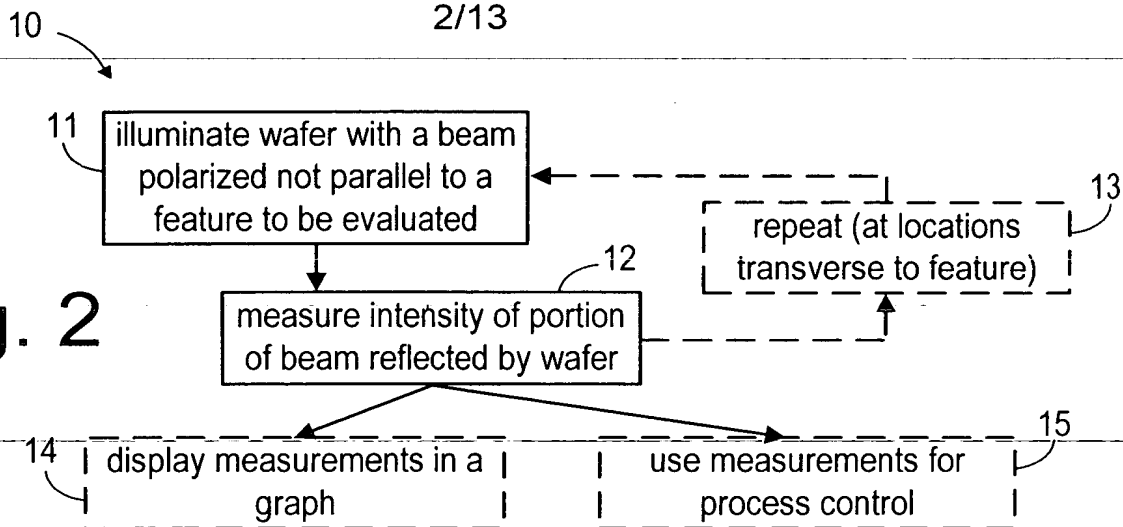 2/13
10
11
illuminate wafer with a beam
polarized not parallel to a
feature to be evaluated
13
repeat (at locations
transverse to feature)
12
measure intensity of portion
of beam reflected by wafer
g. 2
14
display measurements in a
graph
15
use measurements for
process control